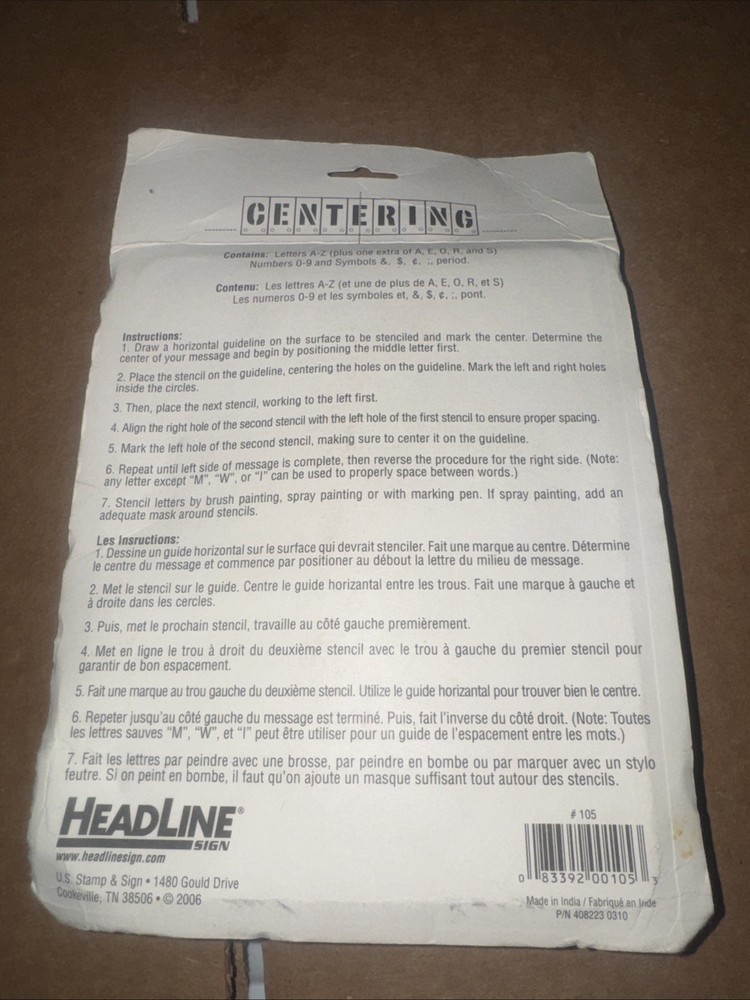 CENTERING
Contains: Letters A-Z (plus one extra of A, E, O, R, and S)
Numbers 0-9 and Symbols &, $, ¢, :, period.
Contenu: Les lettres A-Z (et une de plus de A, E, O, R, et S)
Les numeros 0-9 et les symboles et, &, $, ¢, :, pont.
Instructions:
1. Draw a horizontal guideline on the surface to be stenciled and mark the center. Determine the
center of your message and begin by positioning the middle letter first.
2. Place the stencil on the guideline, centering the holes on the guideline. Mark the left and right holes
inside the circles.
3. Then, place the next stencil, working to the left first.
4. Align the right hole of the second stencil with the left hole of the first stencil to ensure proper spacing.
5. Mark the left hole of the second stencil, making sure to center it on the guideline.
6. Repeat until left side of message is complete, then reverse the procedure for the right side. (Note:
any letter except "M", "W", or "I" can be used to properly space between words.)
7. Stencil letters by brush painting, spray painting or with marking pen. If spray painting, add an
adequate mask around stencils.
Les Insructions:
1. Dessine un guide horizontal sur le surface qui devrait stenciler. Fait une marque au centre. Détermine
le centre du message et commence par positioner au débout la lettre du milieu de message.
2. Met le stencil sur le guide. Centre le guide horizantal entre les trous. Fait une marque à gauche et
à droite dans les cercles.
3. Puis, met le prochain stencil, travaille au côté gauche premièrement.
4. Met en ligne le trou à droit du deuxième stencil avec le trou à gauche du premier stencil pour
garantir de bon espacement.
5. Fait une marque au trou gauche du deuxième stencil. Utilize le guide horizantal pour trouver bien le centre.
6. Repeter jusqu'au côté gauche du message est terminé. Puis, fait l'inverse du côté droit. (Note: Toutes
les lettres sauves "M", "W", et "I" peut être utiliser pour un guide de l'espacement entre les mots.)
7. Fait les lettres par peindre avec une brosse, par peindre en bombe ou par marquer avec un stylo
feutre. Si on peint en bombe, il faut qu'on ajoute un masque suffisant tout autour des stencils.
HEADLINE®
SIGN
www.headlinesign.com
U.S. Stamp & Sign • 1480 Gould Drive
Cookeville, TN 38506 • © 2006
# 105
0 83392 00105 3
Made in India / Fabriqué en Inde
P/N 408223 0310